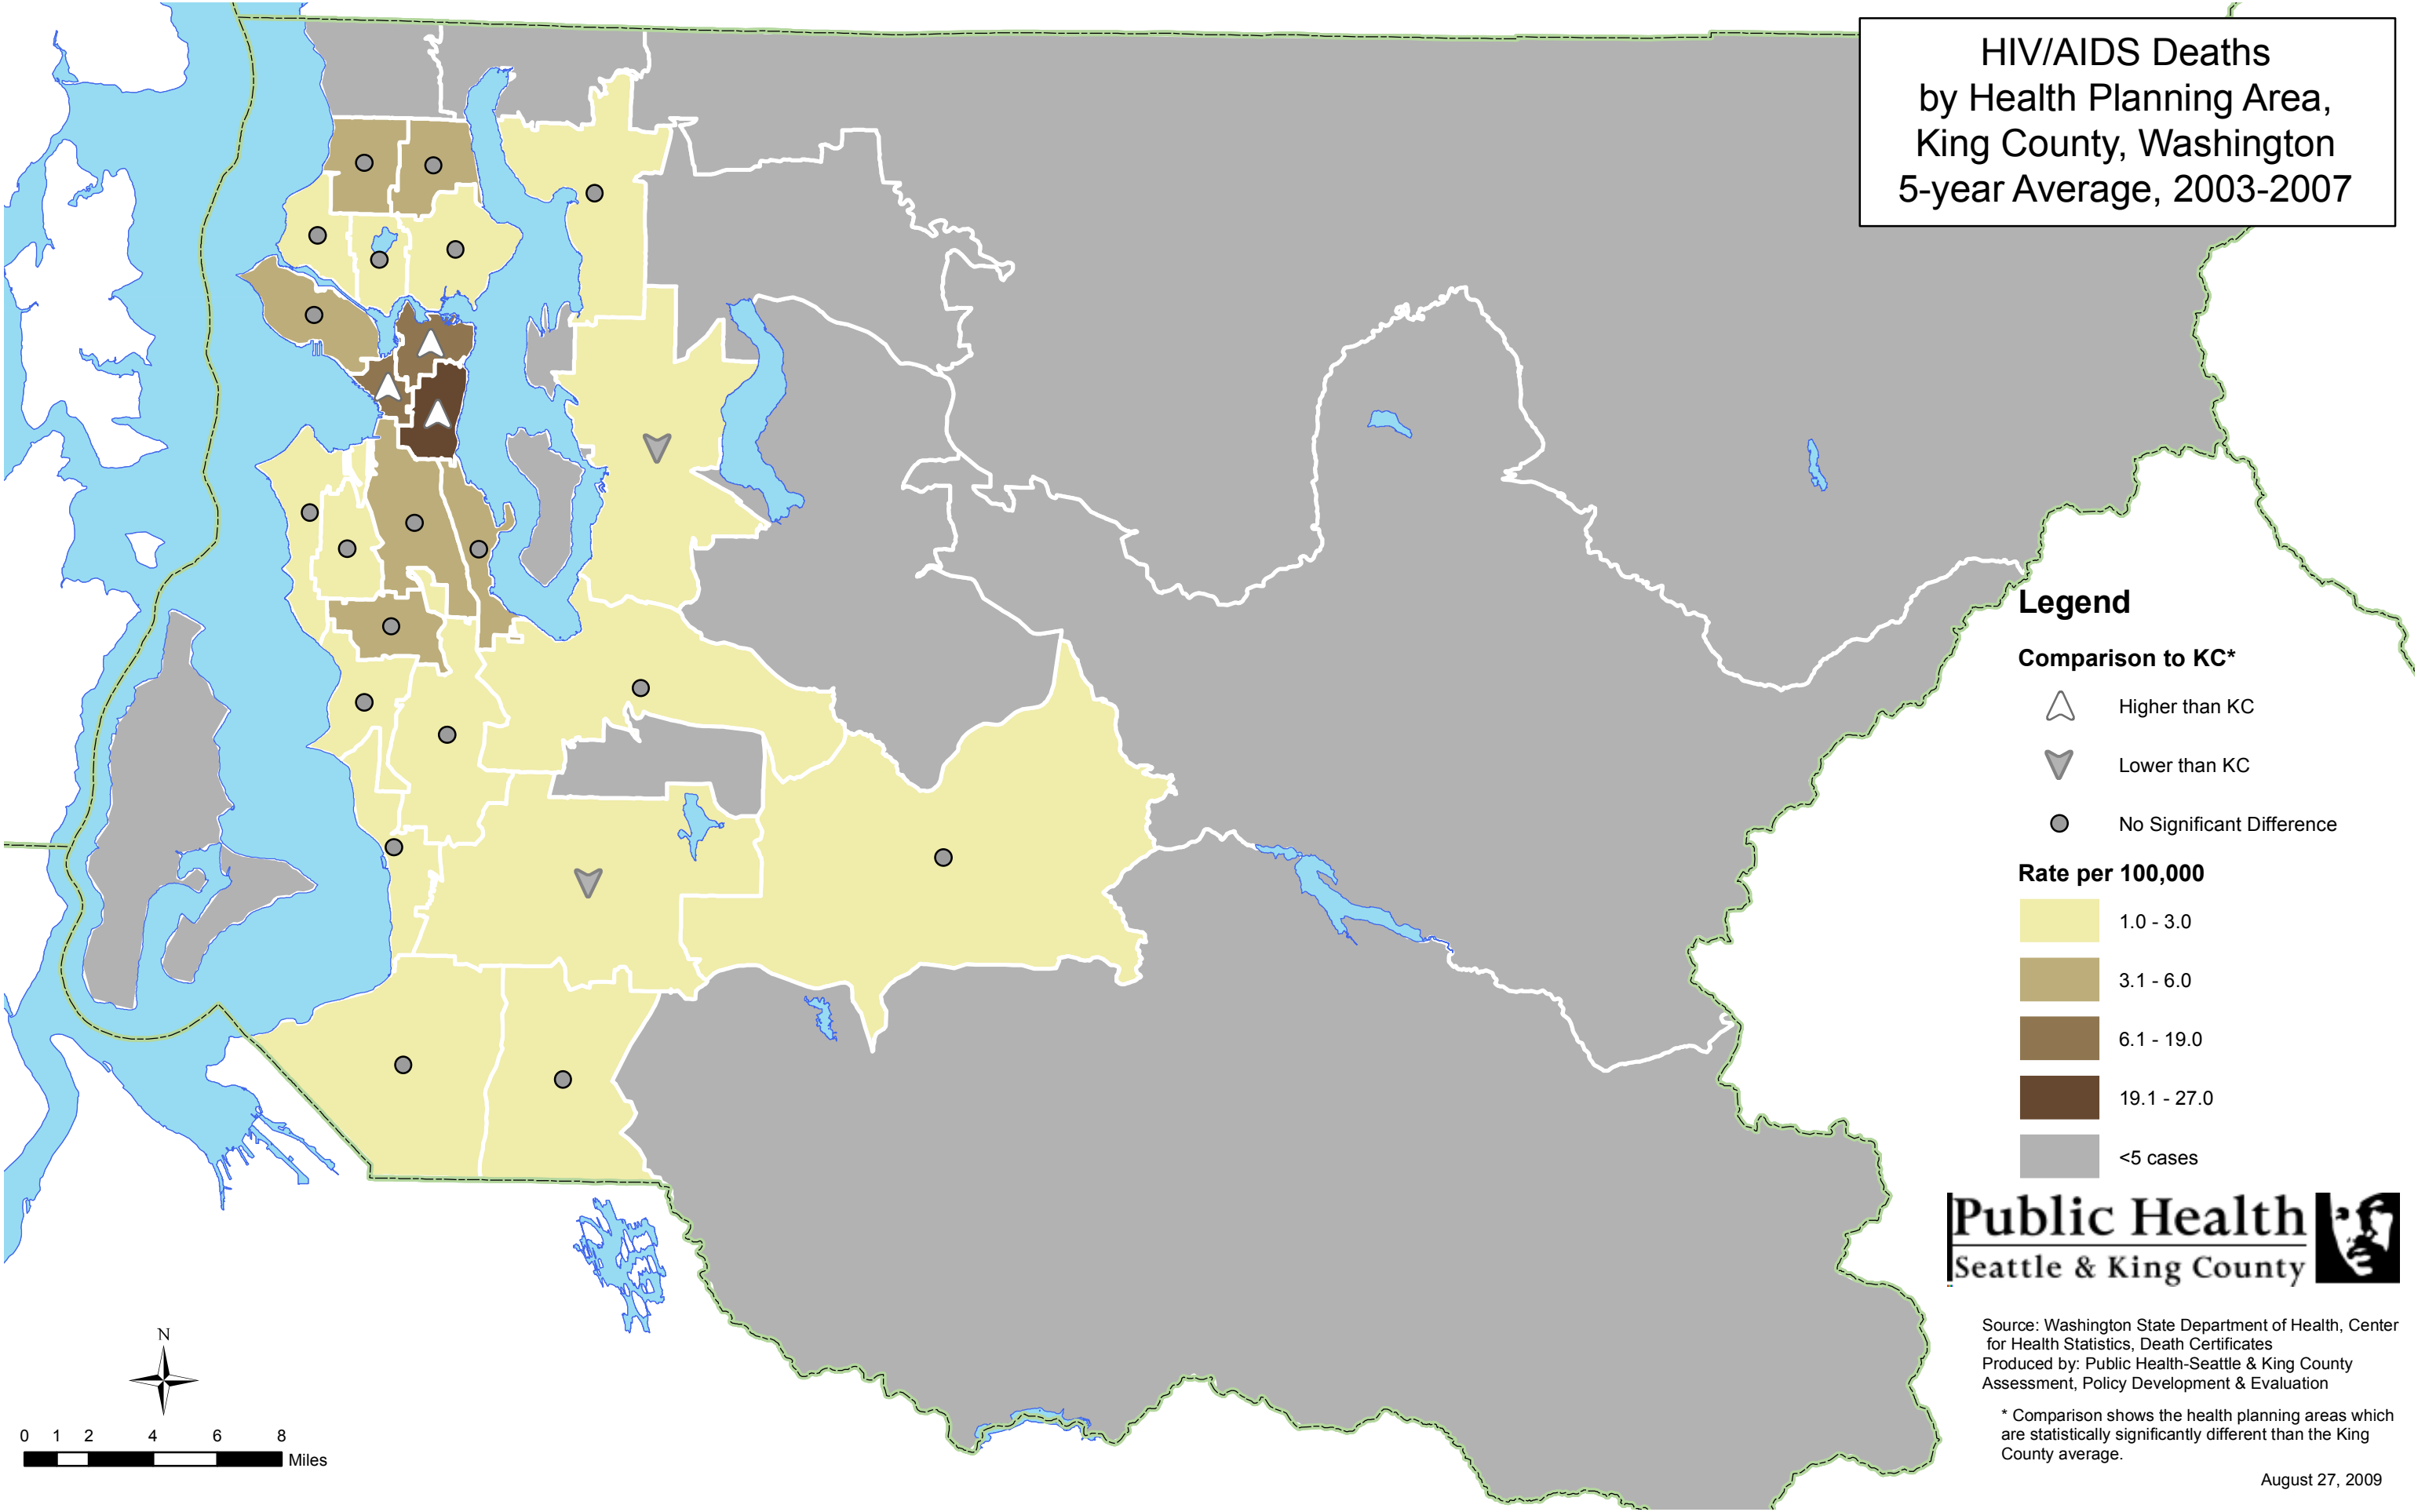 HIV/AIDS Deaths
by Health Planning Area,
King County, Washington
5-year Average, 2003-2007
Legend
Comparison to KC*
Higher than KC
Lower than KC
No Significant Difference
Rate per 100,000
1.0 - 3.0
3.1 - 6.0
6.1 - 19.0
19.1 - 27.0
<5 cases
Public Health
Seattle & King County
Source: Washington State Department of Health, Center
for Health Statistics, Death Certificates
Produced by: Public Health-Seattle & King County
Assessment, Policy Development & Evaluation
* Comparison shows the health planning areas which
are statistically significantly different than the King
County average.
August 27, 2009
N
0 1 2 4 6 8
Miles